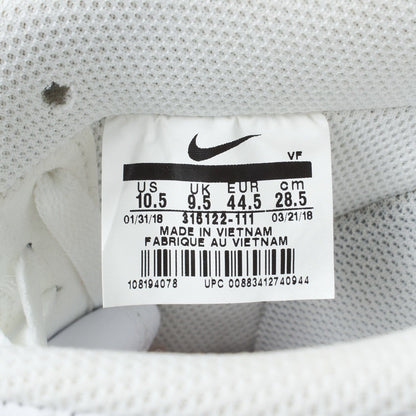 VF
US UK EUR cm
10.5 9.5 44.5 28.5
01/31/18 315122-111 03/21/18
MADE IN VIETNAM
FABRIQUE AU VIETNAM
108194078 UPC 00883412740944